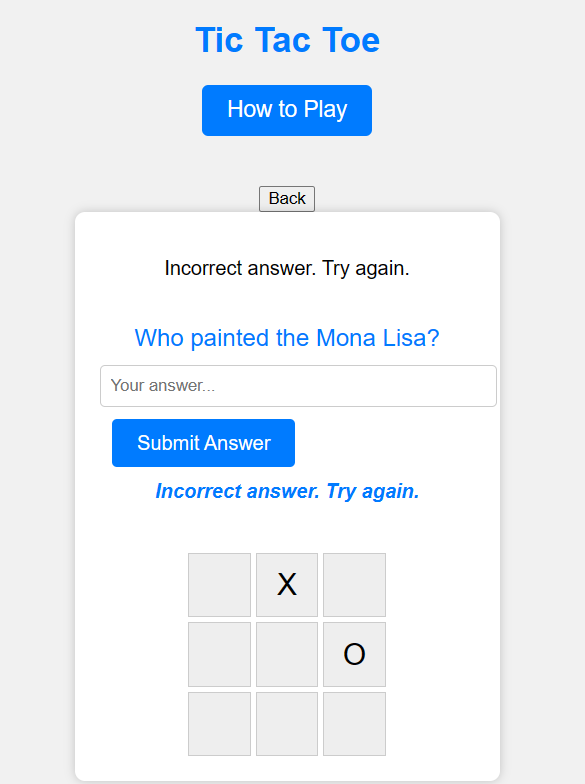 Tic Tac Toe
How to Play
Back
Incorrect answer. Try again.
Who painted the Mona Lisa?
Your answer...
Submit Answer
Incorrect answer. Try again.
X
O